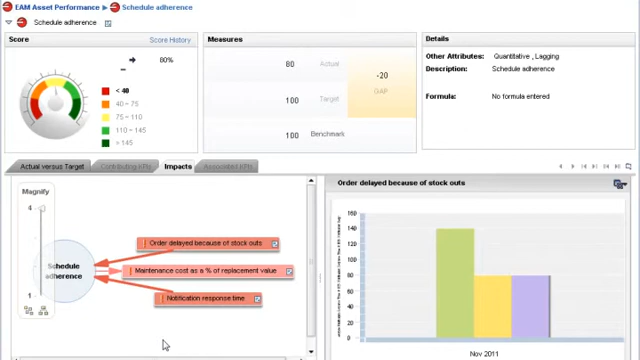 EAM Asset Performance ▶ Schedule adherence
Schedule adherence
Score
Score History
80%
< 40
40 - 75
75 - 110
110 - 145
> 145
Measures
80 Actual
100 Target
100 Benchmark
-20
GAP
Details
Other Attributes: Quantitative , Lagging
Description: Schedule adherence
Formula: No formula entered
Actual versus Target
Contributing KPIs
Impacts
Associated KPIs
Magnify
4
1
Schedule adherence
Order delayed because of stock outs
Maintenance cost as a % of replacement value
Notification response time
Order delayed because of stock outs
160
140
120
100
80
60
40
20
0
Nov 2011